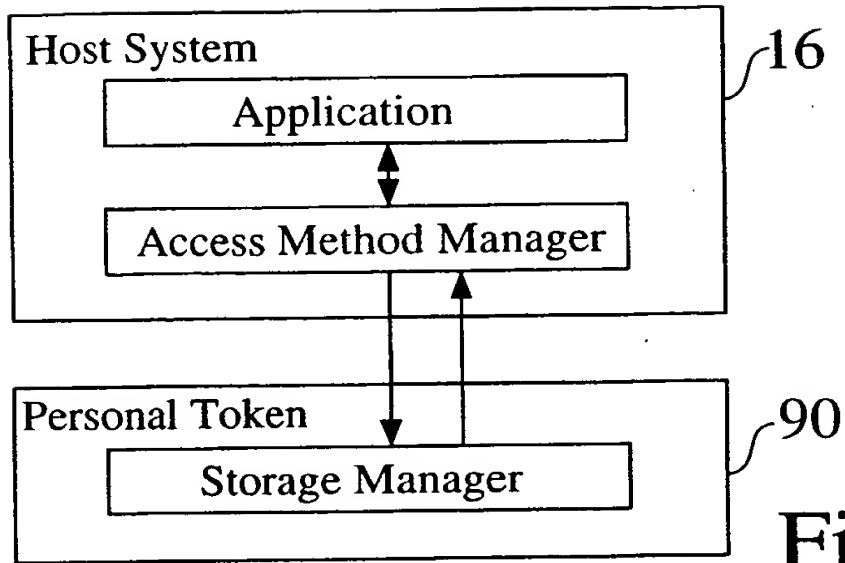 Host System
16
Application
Access Method Manager
Personal Token
90
Storage Manager